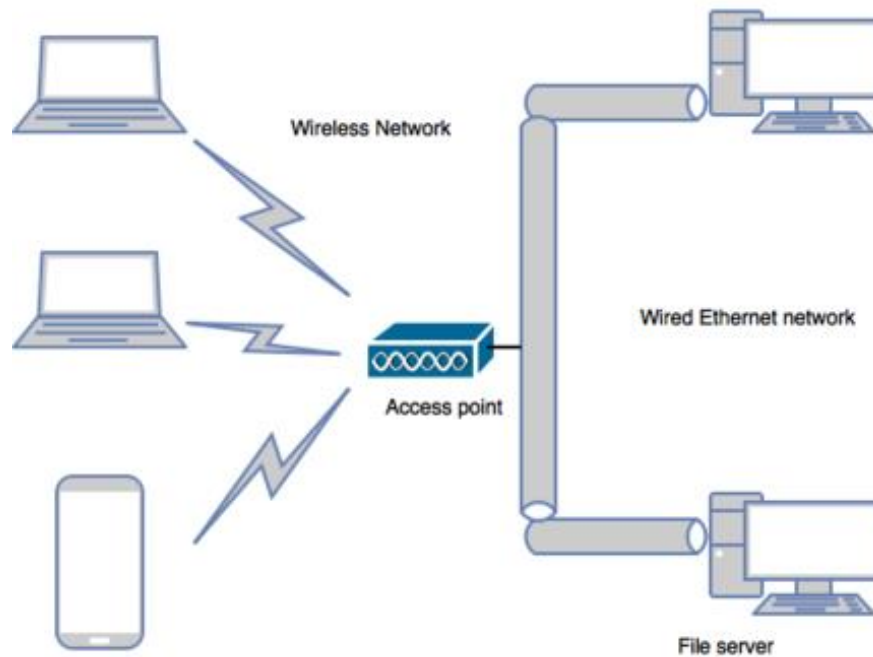 Wireless Network
Wired Ethernet network
Access point
File server